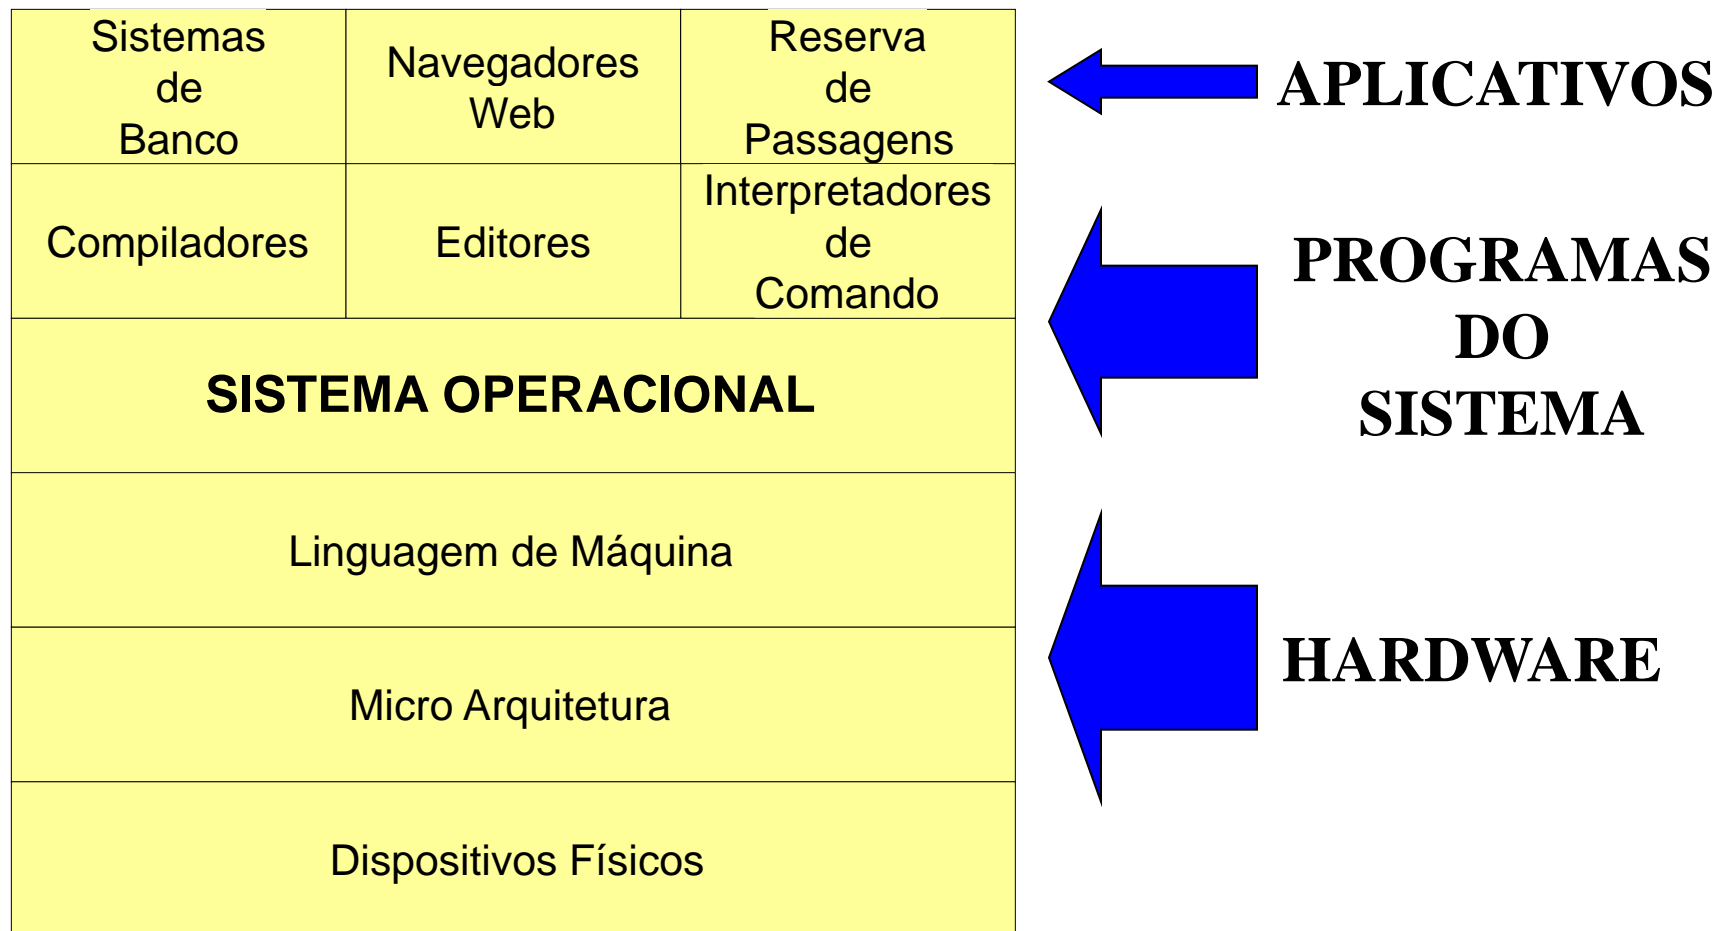 Sistemas
de
Banco
Navegadores
Web
Reserva
de
Passagens
APLICATIVOS
Compiladores
Editores
Interpretadores
de
Comando
PROGRAMAS
DO
SISTEMA
SISTEMA OPERACIONAL
Linguagem de Máquina
Micro Arquitetura
HARDWARE
Dispositivos Físicos